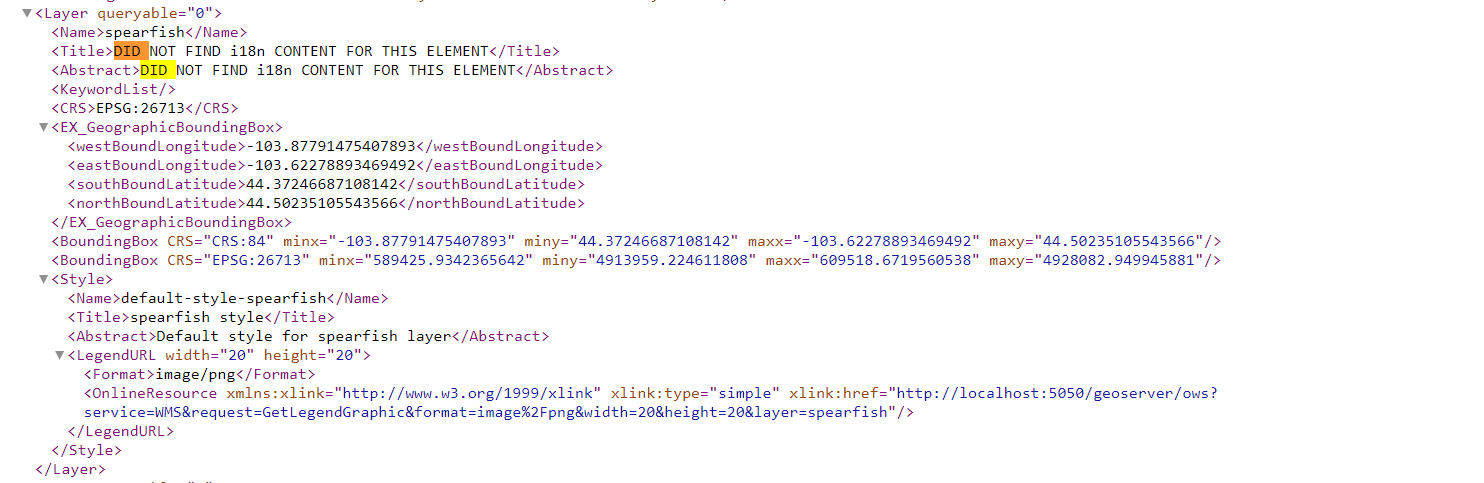 <Layer queryable="0">
<Name>spearfish</Name>
<Title>DID NOT FIND i18n CONTENT FOR THIS ELEMENT</Title>
<Abstract>DID NOT FIND i18n CONTENT FOR THIS ELEMENT</Abstract>
<KeywordList/>
<CRS>EPSG:26713</CRS>
<EX_GeographicBoundingBox>
<westBoundLongitude>-103.87791475407893</westBoundLongitude>
<eastBoundLongitude>-103.62278893469492</eastBoundLongitude>
<southBoundLatitude>44.37246687108142</southBoundLatitude>
<northBoundLatitude>44.50235105543566</northBoundLatitude>
</EX_GeographicBoundingBox>
<BoundingBox CRS="CRS:84" minx="-103.87791475407893" miny="44.37246687108142" maxx="-103.62278893469492" maxy="44.50235105543566"/>
<BoundingBox CRS="EPSG:26713" minx="589425.9342365642" miny="4913959.224611808" maxx="609518.6719560538" maxy="4928082.949945881"/>
<Style>
<Name>default-style-spearfish</Name>
<Title>spearfish style</Title>
<Abstract>Default style for spearfish layer</Abstract>
<LegendURL width="20" height="20">
<Format>image/png</Format>
<OnlineResource xmlns:xlink="http://www.w3.org/1999/xlink" xlink:type="simple" xlink:href="http://localhost:5050/geoserver/ows?
service=WMS&request=GetLegendGraphic&format=image%2Fpng&width=20&height=20&layer=spearfish"/>
</LegendURL>
</Style>
</Layer>